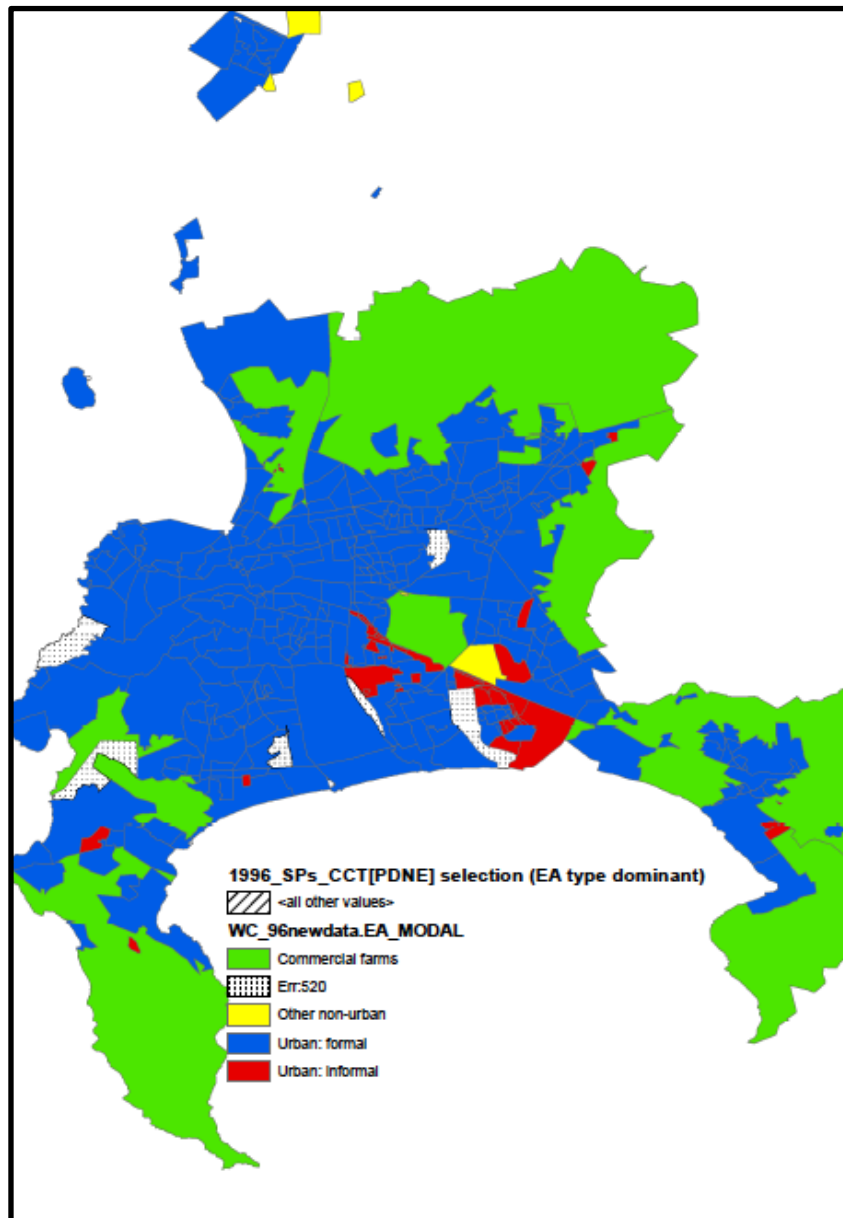 1996_SPs_CCT[PDNE] selection (EA type dominant)
<all other values>
WC_96newdata.EA_MODAL
Commercial farms
Err:520
Other non-urban
Urban: formal
Urban: informal